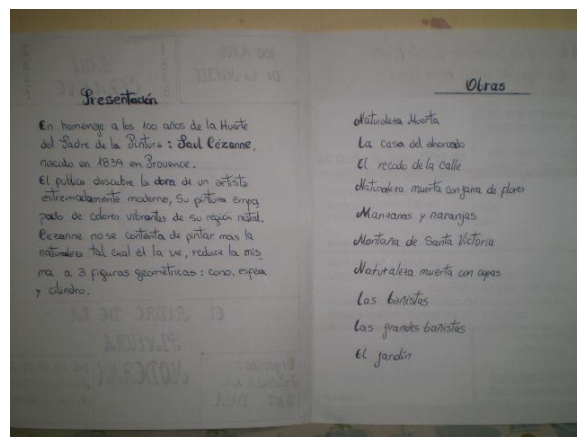 Presentación
En homenage a los 100 años de la Muerte
del Padre de la Pintura : Paul Cézanne,
nacido en 1839 en Provence.
El publico descubre la obra de un artista
extremadamente moderno, Su pintura empa
pada de colores vibrantes de su región natal.
Cezanne no se contenta de pintar mas la
naturaleza tal cual él la ve, reduce la mis
ma a 3 figuras geometricas : cono, esfera
y cilindro.
Obras
Naturaleza Muerta
La casa del ahorcado
El recodo de la calle
Naturaleza muerta con jarra de flores
Manzanas y naranjas
Montaña de Santa Victoria
Naturaleza muerta con copas
Las bañistas
Las grandes bañistas
El jardín